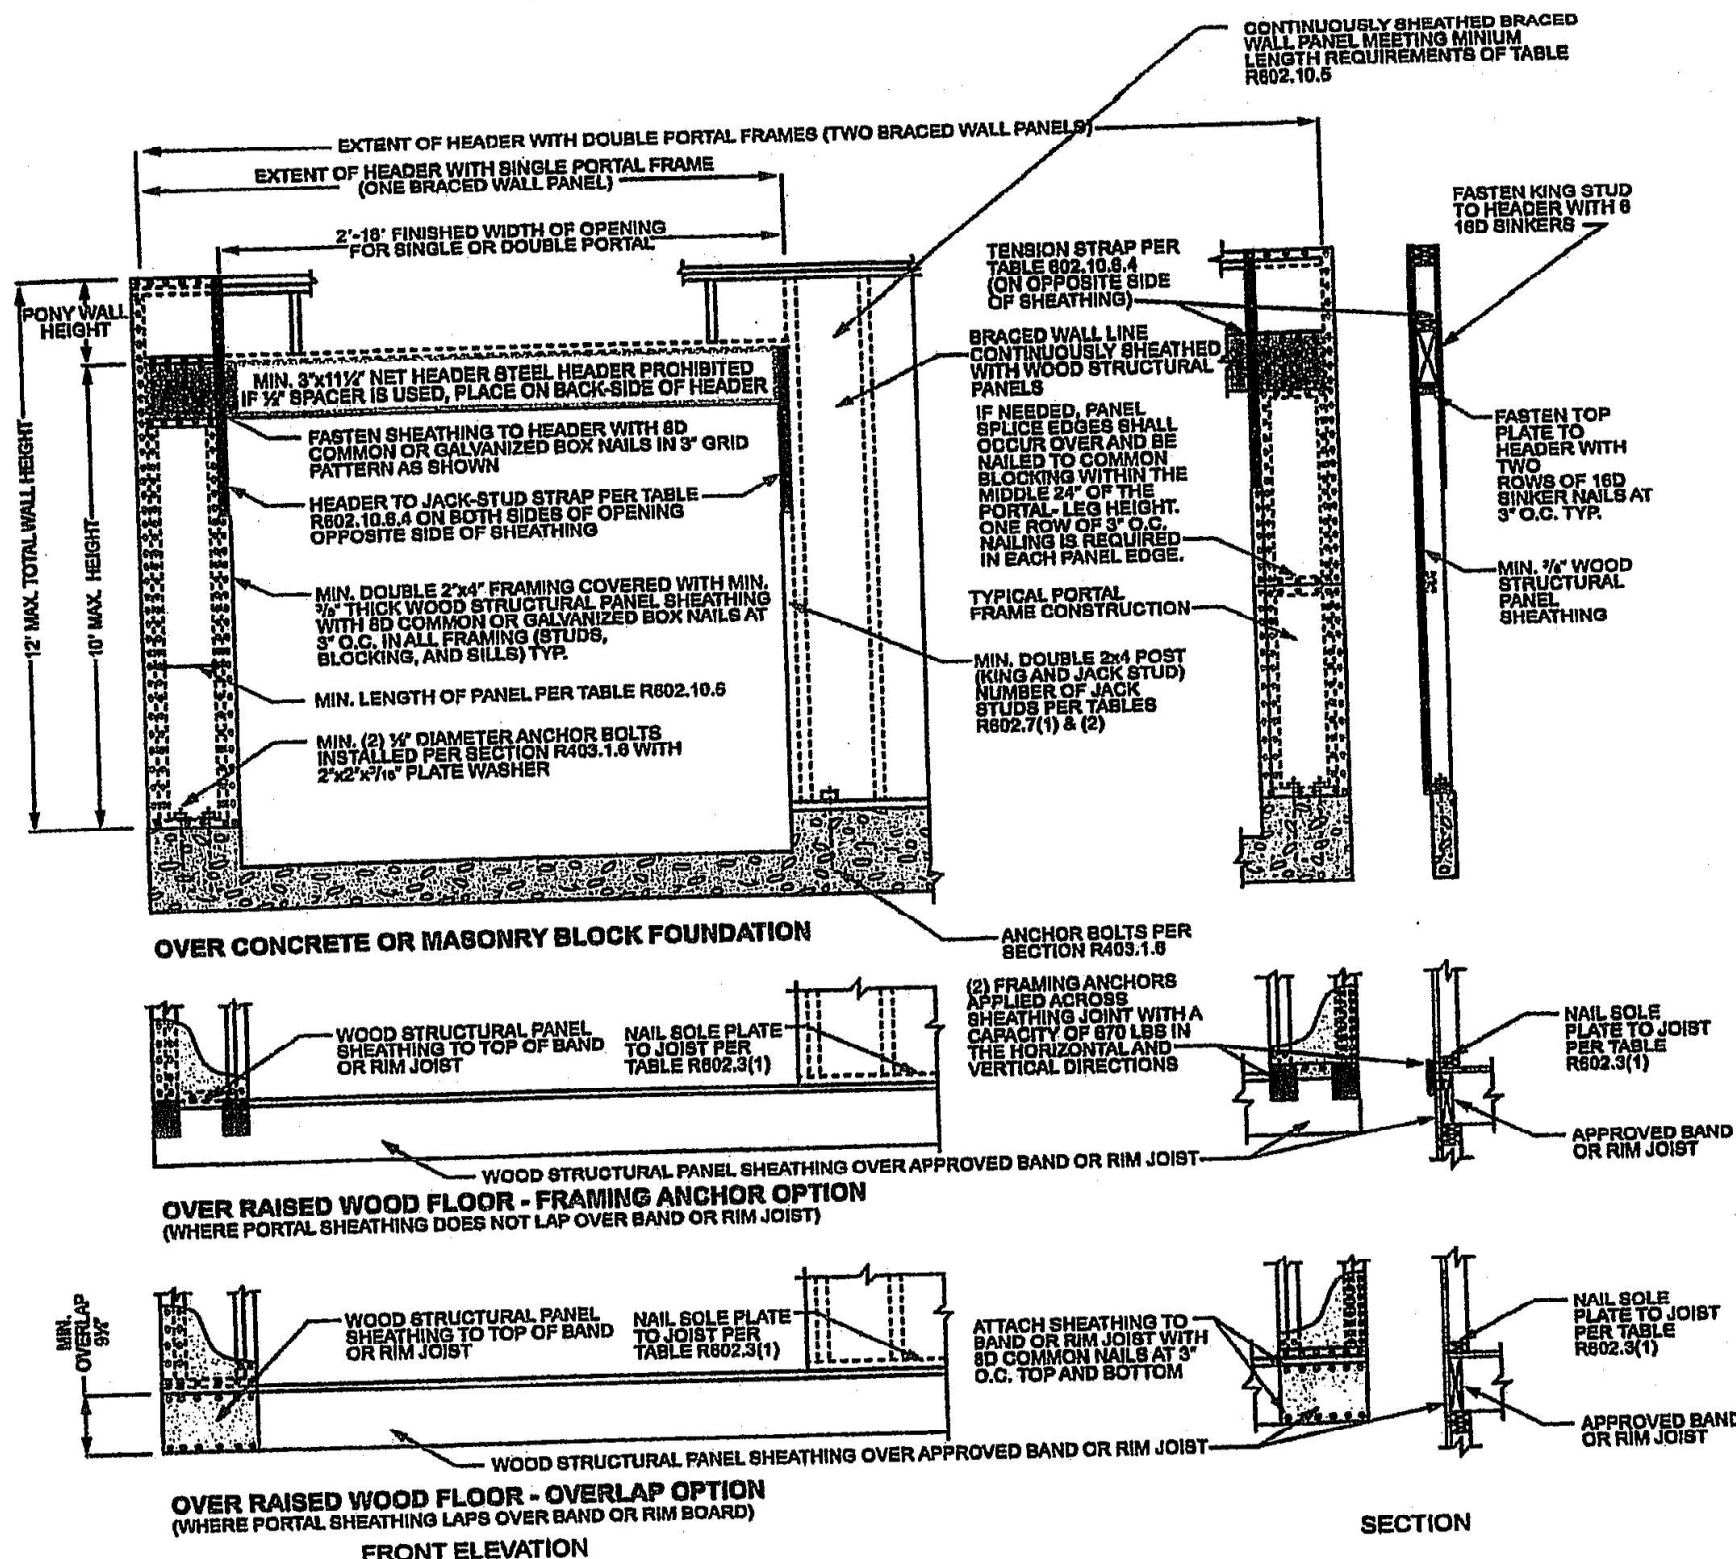 CONTINUOUSLY SHEATHED BRACED
WALL PANEL MEETING MINIUM
LENGTH REQUIREMENTS OF TABLE
R602.10.5
EXTENT OF HEADER WITH DOUBLE PORTAL FRAMES (TWO BRACED WALL PANELS)
EXTENT OF HEADER WITH SINGLE PORTAL FRAME
(ONE BRACED WALL PANEL)
2'-18' FINISHED WIDTH OF OPENING
FOR SINGLE OR DOUBLE PORTAL
FASTEN KING STUD
TO HEADER WITH 6
16D SINKERS
TENSION STRAP PER
TABLE 602.10.6.4
(ON OPPOSITE SIDE
OF SHEATHING)
PONY WALL
HEIGHT
12' MAX. TOTAL WALL HEIGHT
10' MAX. HEIGHT
MIN. 3"x11½" NET HEADER STEEL HEADER PROHIBITED
IF ½" SPACER IS USED, PLACE ON BACK-SIDE OF HEADER
BRACED WALL LINE
CONTINUOUSLY SHEATHED
WITH WOOD STRUCTURAL
PANELS
FASTEN SHEATHING TO HEADER WITH 8D
COMMON OR GALVANIZED BOX NAILS IN 3" GRID
PATTERN AS SHOWN
HEADER TO JACK-STUD STRAP PER TABLE
R602.10.6.4 ON BOTH SIDES OF OPENING
OPPOSITE SIDE OF SHEATHING
IF NEEDED, PANEL
SPLICE EDGES SHALL
OCCUR OVER AND BE
NAILED TO COMMON
BLOCKING WITHIN THE
MIDDLE 24" OF THE
PORTAL- LEG HEIGHT.
ONE ROW OF 3" O.C.
NAILING IS REQUIRED
IN EACH PANEL EDGE.
FASTEN TOP
PLATE TO
HEADER WITH
TWO
ROWS OF 16D
SINKER NAILS AT
3" O.C. TYP.
MIN. DOUBLE 2"x4" FRAMING COVERED WITH MIN.
3/8" THICK WOOD STRUCTURAL PANEL SHEATHING
WITH 8D COMMON OR GALVANIZED BOX NAILS AT
3" O.C. IN ALL FRAMING (STUDS,
BLOCKING, AND SILLS) TYP.
TYPICAL PORTAL
FRAME CONSTRUCTION
MIN. 3/8" WOOD
STRUCTURAL
PANEL
SHEATHING
MIN. LENGTH OF PANEL PER TABLE R602.10.5
MIN. DOUBLE 2x4 POST
(KING AND JACK STUD)
NUMBER OF JACK
STUDS PER TABLES
R602.7(1) & (2)
MIN. (2) ½" DIAMETER ANCHOR BOLTS
INSTALLED PER SECTION R403.1.6 WITH
2"x2"x3/16" PLATE WASHER
OVER CONCRETE OR MASONRY BLOCK FOUNDATION
ANCHOR BOLTS PER
SECTION R403.1.6
WOOD STRUCTURAL PANEL
SHEATHING TO TOP OF BAND
OR RIM JOIST
NAIL SOLE PLATE
TO JOIST PER
TABLE R602.3(1)
(2) FRAMING ANCHORS
APPLIED ACROSS
SHEATHING JOINT WITH A
CAPACITY OF 670 LBS IN
THE HORIZONTAL AND
VERTICAL DIRECTIONS
NAIL SOLE
PLATE TO JOIST
PER TABLE
R602.3(1)
APPROVED BAND
OR RIM JOIST
WOOD STRUCTURAL PANEL SHEATHING OVER APPROVED BAND OR RIM JOIST
OVER RAISED WOOD FLOOR - FRAMING ANCHOR OPTION
(WHERE PORTAL SHEATHING DOES NOT LAP OVER BAND OR RIM JOIST)
MIN.
OVERLAP
9½"
WOOD STRUCTURAL PANEL
SHEATHING TO TOP OF BAND
OR RIM JOIST
NAIL SOLE PLATE
TO JOIST PER
TABLE R602.3(1)
ATTACH SHEATHING TO
BAND OR RIM JOIST WITH
8D COMMON NAILS AT 3"
O.C. TOP AND BOTTOM
NAIL SOLE
PLATE TO JOIST
PER TABLE
R602.3(1)
APPROVED BAND
OR RIM JOIST
WOOD STRUCTURAL PANEL SHEATHING OVER APPROVED BAND OR RIM JOIST
OVER RAISED WOOD FLOOR - OVERLAP OPTION
(WHERE PORTAL SHEATHING LAPS OVER BAND OR RIM BOARD)
FRONT ELEVATION
SECTION